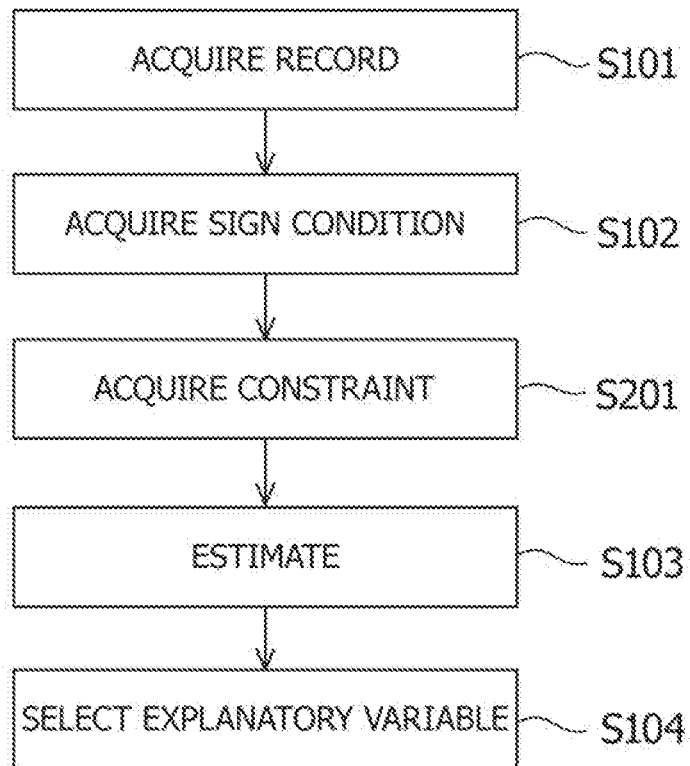 ACQUIRE RECORD S101
ACQUIRE SIGN CONDITION S102
ACQUIRE CONSTRAINT S201
ESTIMATE S103
SELECT EXPLANATORY VARIABLE S104